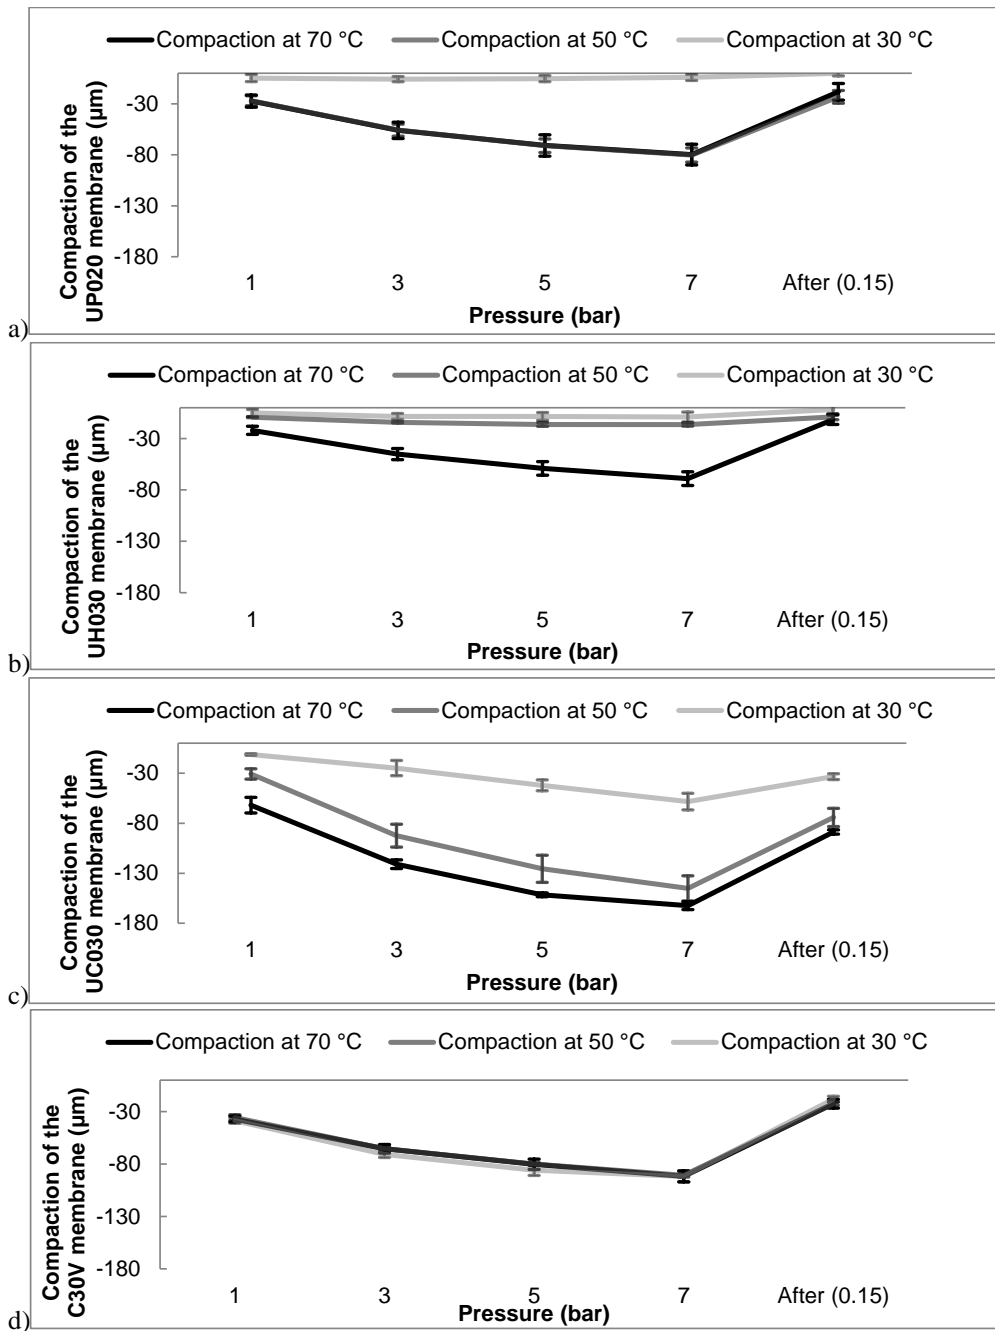 Compaction at 70 °C Compaction at 50 °C Compaction at 30 °C
Compaction of the
UP020 membrane (µm)
-30
-80
-130
-180
1 3 5 7 After (0.15)
Pressure (bar)
a)
Compaction at 70 °C Compaction at 50 °C Compaction at 30 °C
Compaction of the
UH030 membrane (µm)
-30
-80
-130
-180
1 3 5 7 After (0.15)
Pressure (bar)
b)
Compaction at 70 °C Compaction at 50 °C Compaction at 30 °C
Compaction of the
UC030 membrane (µm)
-30
-80
-130
-180
1 3 5 7 After (0.15)
Pressure (bar)
c)
Compaction at 70 °C Compaction at 50 °C Compaction at 30 °C
Compaction of the
C30V membrane (µm)
-30
-80
-130
-180
1 3 5 7 After (0.15)
Pressure (bar)
d)